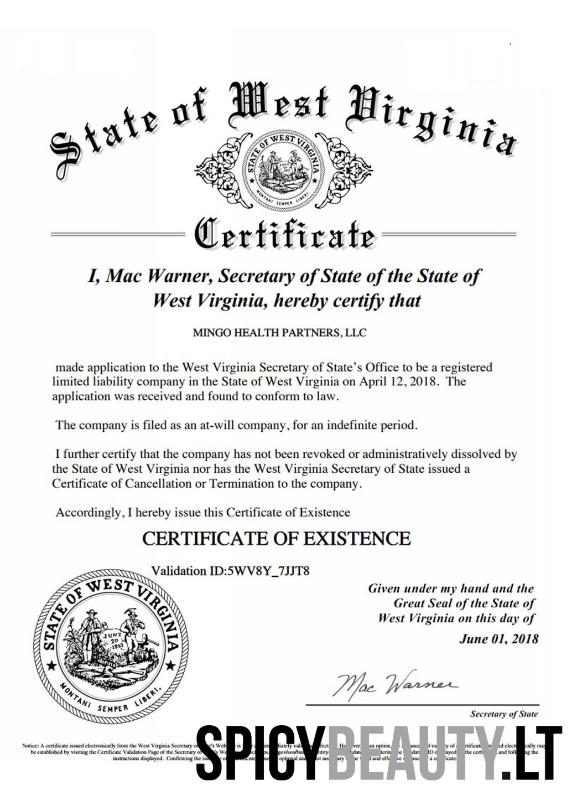 State of West Virginia
STATE OF WEST VIRGINIA
MONTANI SEMPER LIBERI
Certificate
I, Mac Warner, Secretary of State of the State of
West Virginia, hereby certify that
MINGO HEALTH PARTNERS, LLC
made application to the West Virginia Secretary of State's Office to be a registered
limited liability company in the State of West Virginia on April 12, 2018. The
application was received and found to conform to law.
The company is filed as an at-will company, for an indefinite period.
I further certify that the company has not been revoked or administratively dissolved by
the State of West Virginia nor has the West Virginia Secretary of State issued a
Certificate of Cancellation or Termination to the company.
Accordingly, I hereby issue this Certificate of Existence
CERTIFICATE OF EXISTENCE
Validation ID:5WV8Y_7JJT8
STATE OF WEST VIRGINIA
JUNE
20
1863
MONTANI SEMPER LIBERI.
Given under my hand and the
Great Seal of the State of
West Virginia on this day of
June 01, 2018
Mac Warner
Secretary of State
Notice: A certificate issued electronically from the West Virginia Secretary of
be established by visiting the Certificate Validation Page of the Secretary of
instructions displayed. Confirming the
SPICYBEAUTY.LT